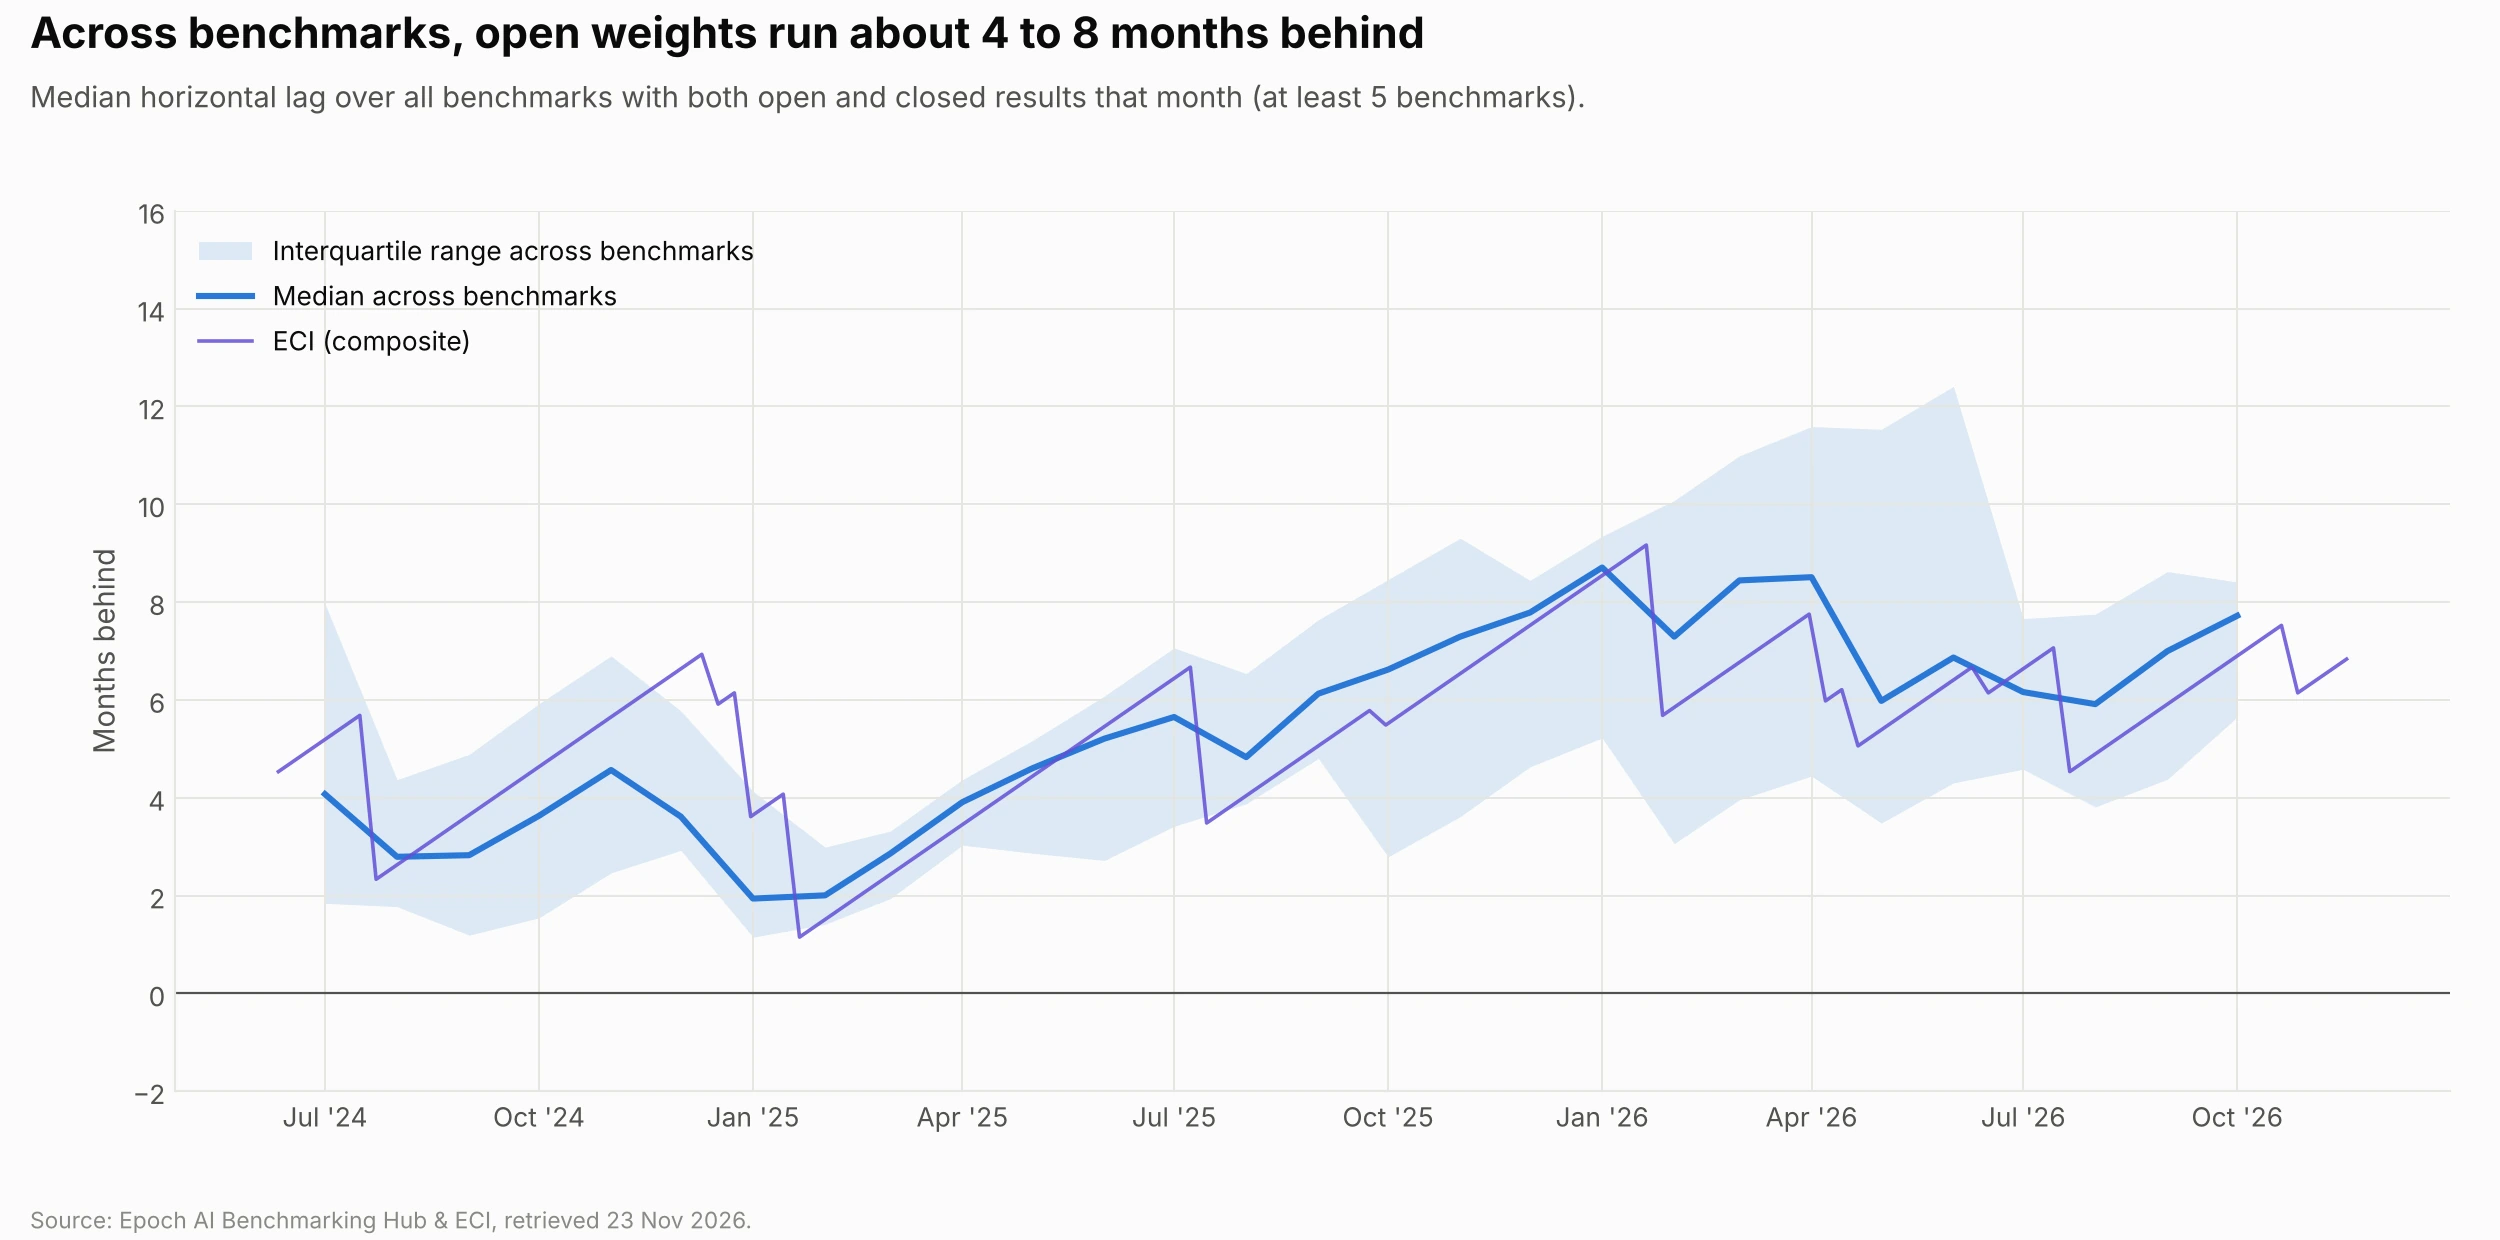 Across benchmarks, open weights run about 4 to 8 months behind
Median horizontal lag over all benchmarks with both open and closed results that month (at least 5 benchmarks).
16
14
12
10
8
6
4
2
0
−2
Months behind
Interquartile range across benchmarks
Median across benchmarks
ECI (composite)
Jul '24
Oct '24
Jan '25
Apr '25
Jul '25
Oct '25
Jan '26
Apr '26
Jul '26
Oct '26
Source: Epoch AI Benchmarking Hub & ECI, retrieved 23 Nov 2026.